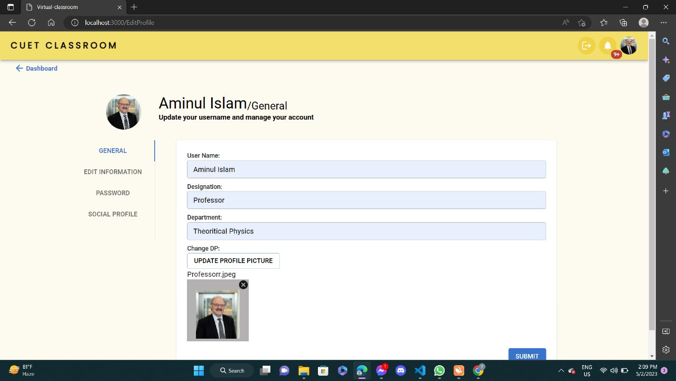 Virtual-classroom
localhost:3000/EditProfile
CUET CLASSROOM
9+
Dashboard
Aminul Islam/General
Update your username and manage your account
GENERAL
EDIT INFORMATION
PASSWORD
SOCIAL PROFILE
User Name:
Aminul Islam
Designation:
Professor
Department:
Theoritical Physics
Change DP:
UPDATE PROFILE PICTURE
Professorr.jpeg
SUBMIT
81°F
Haze
Search
ENG
US
2:09 PM
5/2/2023